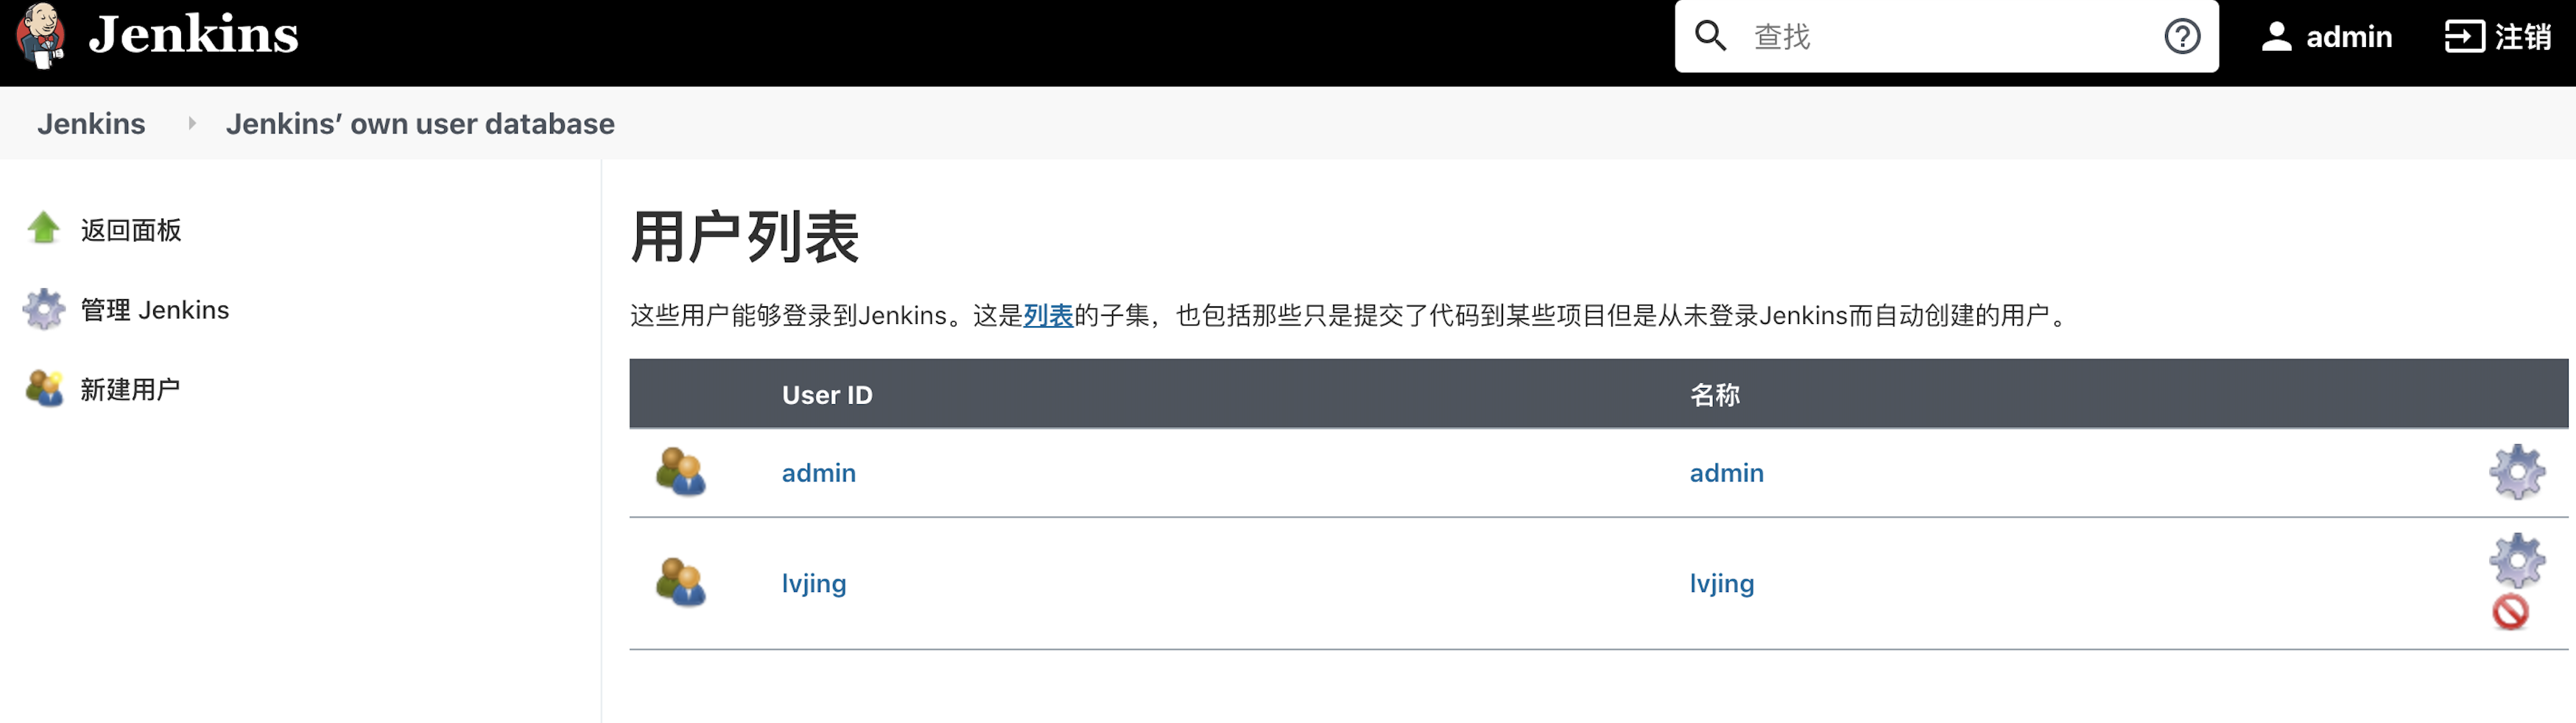 Jenkins
查找
admin
注销
Jenkins
Jenkins’ own user database
返回面板
管理 Jenkins
新建用户
用户列表
这些用户能够登录到Jenkins。这是列表的子集，也包括那些只是提交了代码到某些项目但是从未登录Jenkins而自动创建的用户。
User ID 名称
admin admin
lvjing lvjing